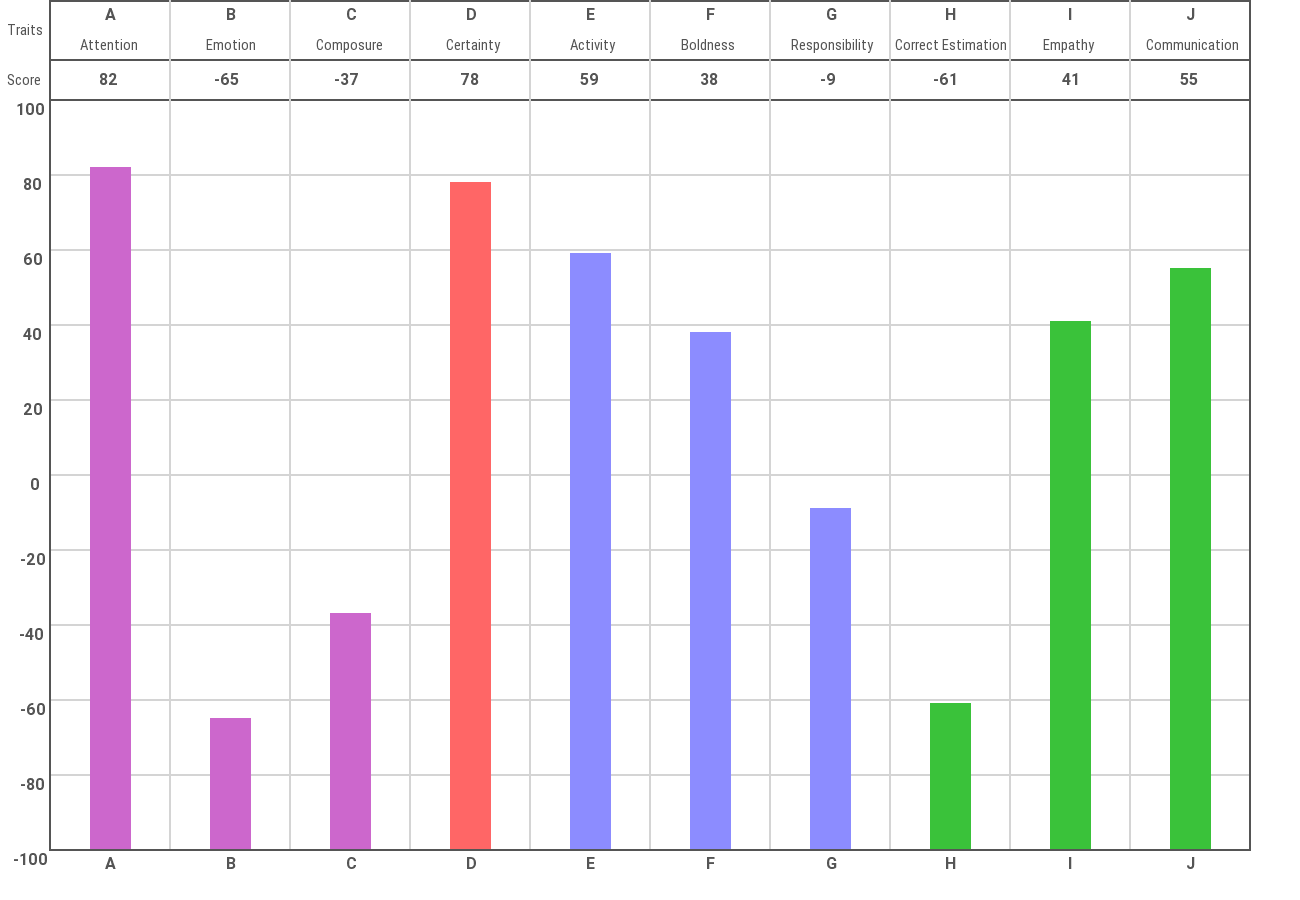 A B C D E F G H I J
Traits
Attention Emotion Composure Certainty Activity Boldness Responsibility Correct Estimation Empathy Communication
Score 82 -65 -37 78 59 38 -9 -61 41 55
100
80
60
40
20
0
-20
-40
-60
-80
-100
A B C D E F G H I J